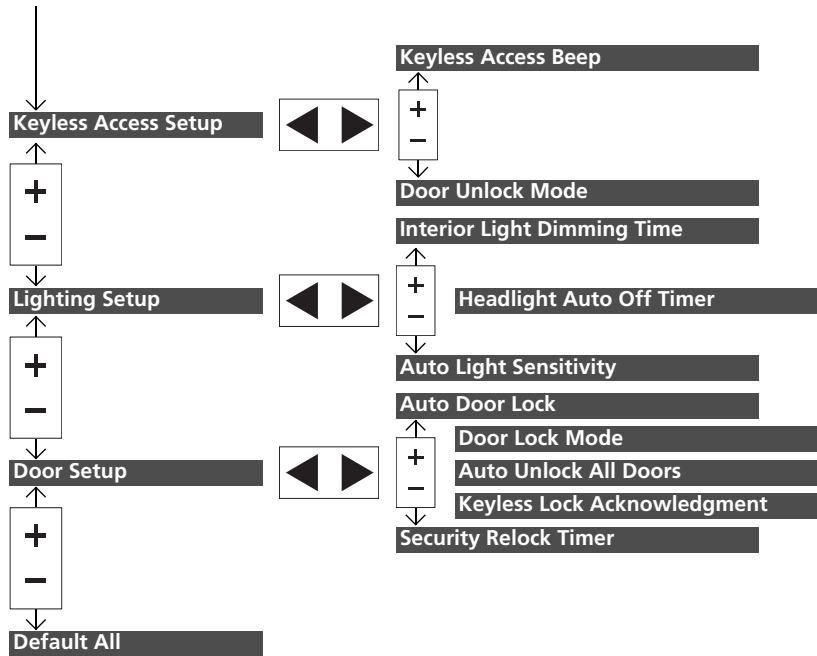 Keyless Access Beep
Keyless Access Setup
+
−
+
−
Door Unlock Mode
Interior Light Dimming Time
Lighting Setup
+
−
Headlight Auto Off Timer
+
−
Auto Light Sensitivity
Auto Door Lock
Door Lock Mode
Door Setup
+
−
Auto Unlock All Doors
Keyless Lock Acknowledgment
+
−
Security Relock Timer
Default All